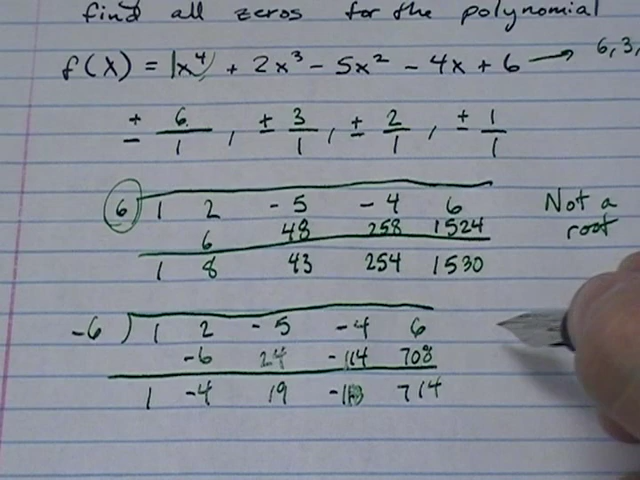 find all zeros for the polynomial
f(x) = 1x⁴ + 2x³ - 5x² - 4x + 6 → 6, 3,
± 6/1, ± 3/1, ± 2/1, ± 1/1
6 1 2 -5 -4 6 Not a
6 48 258 1524 root
1 8 43 254 1530
-6 ) 1 2 -5 -4 6
-6 24 -114 708
1 -4 19 -118 714